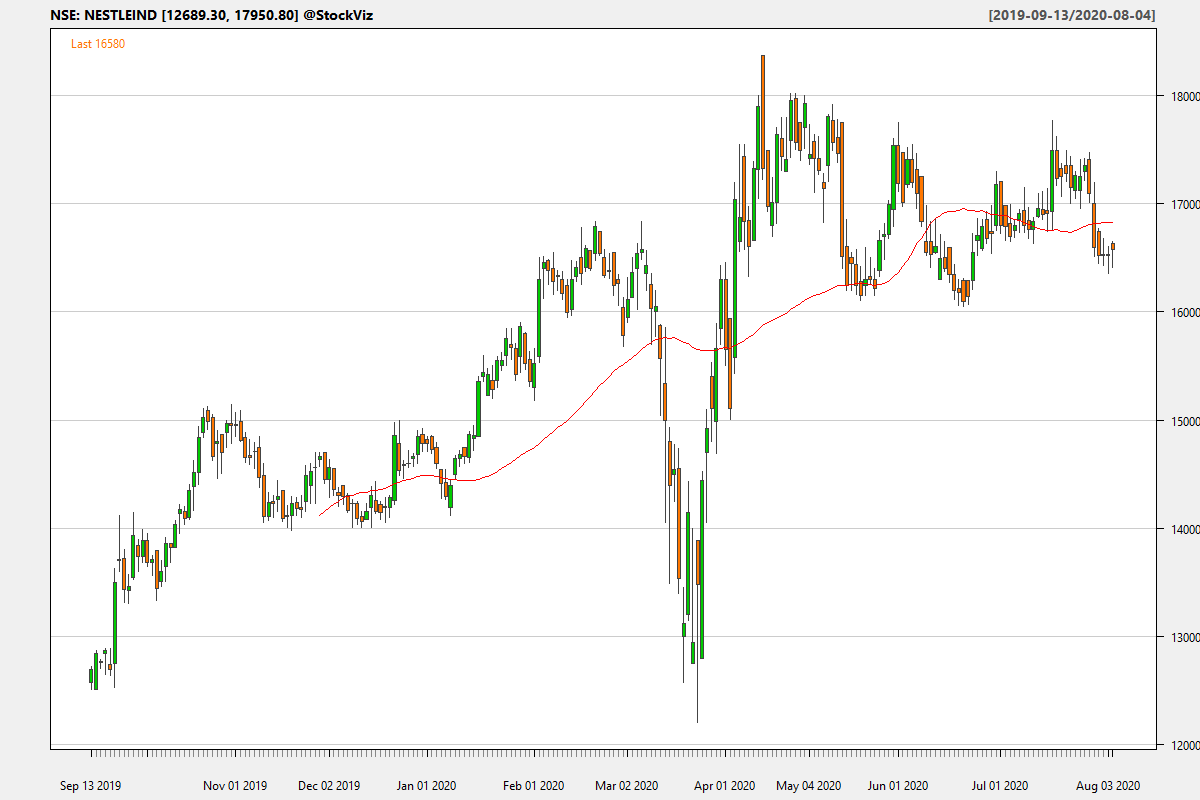 NSE: NESTLEIND [12689.30, 17950.80] @StockViz [2019-09-13/2020-08-04]
Last 16580
18000
17000
16000
15000
14000
13000
12000
Sep 13 2019 Nov 01 2019 Dec 02 2019 Jan 01 2020 Feb 03 2020 Mar 02 2020 Apr 01 2020 May 04 2020 Jun 01 2020 Jul 01 2020 Aug 03 2020